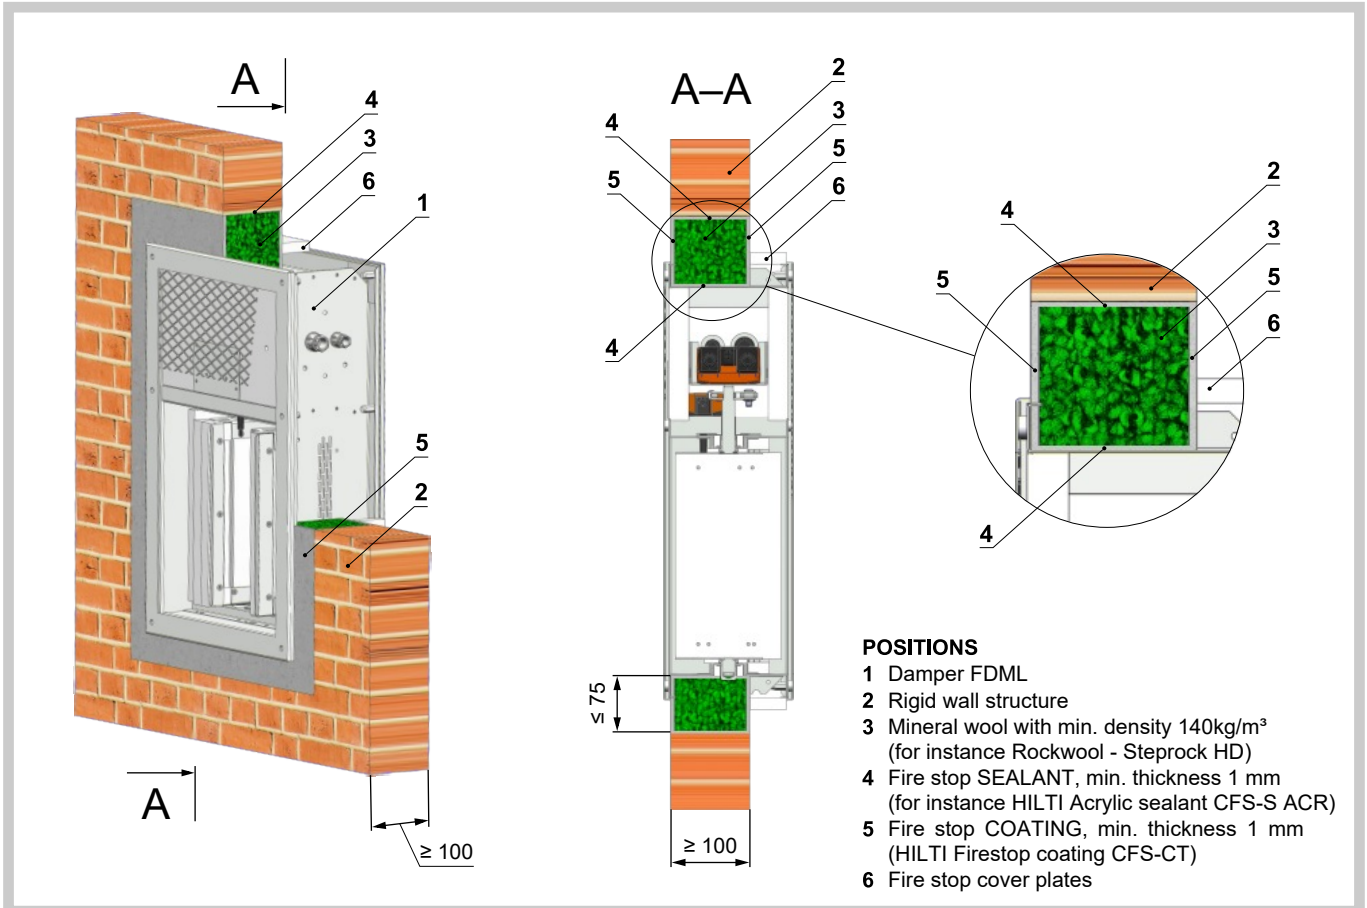 A
4
3
6
1
5
2
A
≥ 100
A–A
2
3
5
6
4
5
4
≤ 75
≥ 100
2
3
5
6
4
5
4
POSITIONS
1 Damper FDML
2 Rigid wall structure
3 Mineral wool with min. density 140kg/m³
(for instance Rockwool - Steprock HD)
4 Fire stop SEALANT, min. thickness 1 mm
(for instance HILTI Acrylic sealant CFS-S ACR)
5 Fire stop COATING, min. thickness 1 mm
(HILTI Firestop coating CFS-CT)
6 Fire stop cover plates